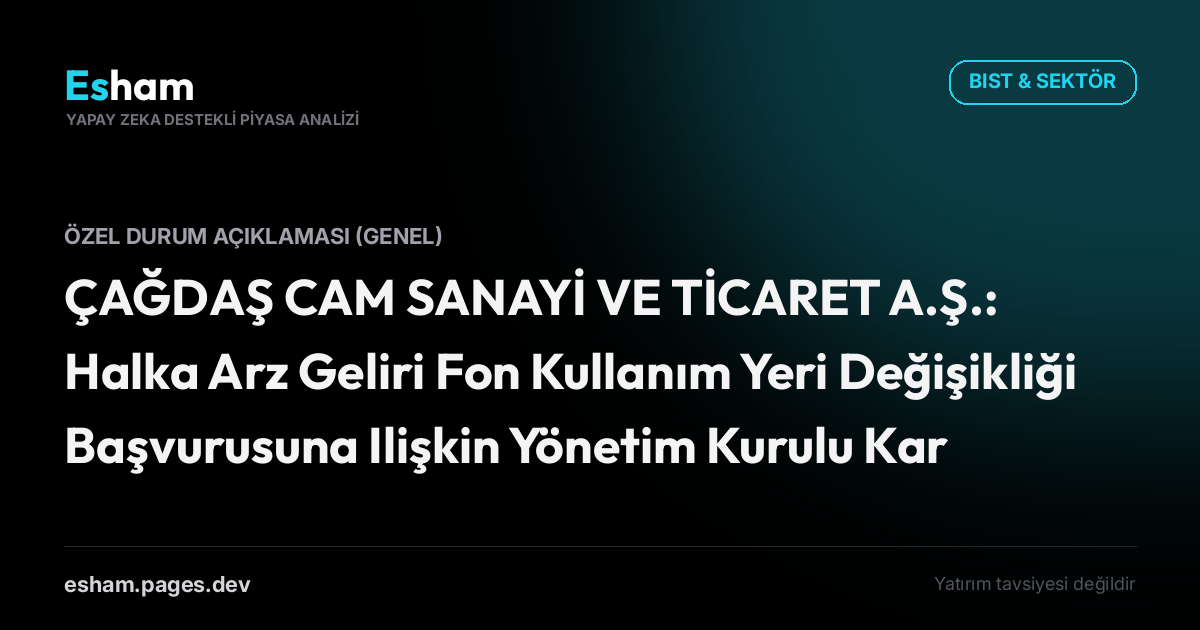 Esham
YAPAY ZEKA DESTEKLİ PİYASA ANALİZİ
BIST & SEKTÖR
ÖZEL DURUM AÇIKLAMASI (GENEL)
ÇAĞDAŞ CAM SANAYİ VE TİCARET A.Ş.:
Halka Arz Geliri Fon Kullanım Yeri Değişikliği
Başvurusuna Ilişkin Yönetim Kurulu Kar
esham.pages.dev
Yatırım tavsiyesi değildir